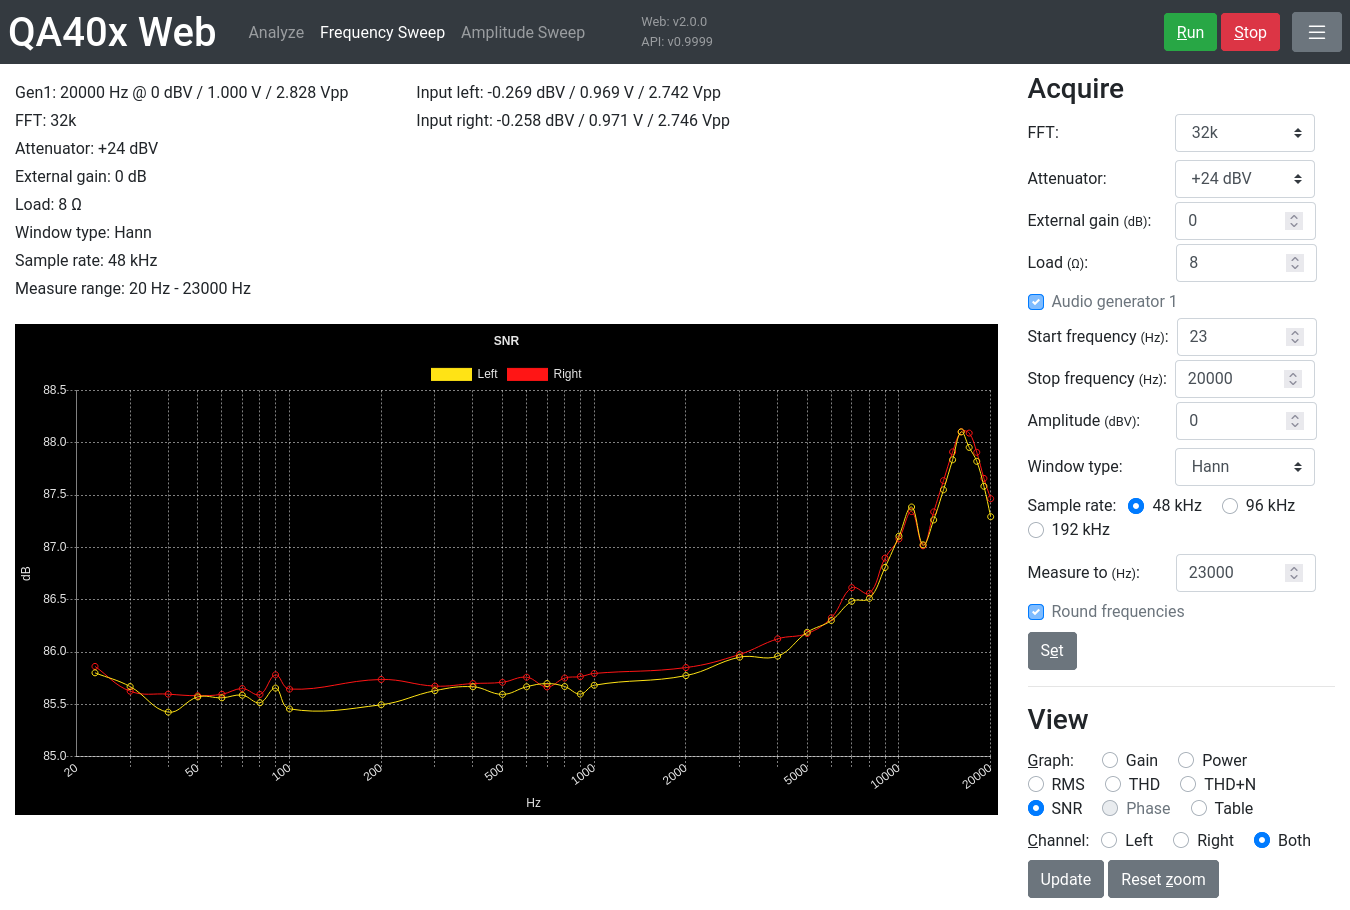 QA40x Web Analyze Frequency Sweep Amplitude Sweep
Web: v2.0.0
API: v0.9999
Run Stop
Gen1: 20000 Hz @ 0 dBV / 1.000 V / 2.828 Vpp
FFT: 32k
Attenuator: +24 dBV
External gain: 0 dB
Load: 8 Ω
Window type: Hann
Sample rate: 48 kHz
Measure range: 20 Hz - 23000 Hz
Input left: -0.269 dBV / 0.969 V / 2.742 Vpp
Input right: -0.258 dBV / 0.971 V / 2.746 Vpp
SNR
Left Right
88.5
88.0
87.5
87.0
86.5
86.0
85.5
85.0
dB
20 50 100 200 500 1000 2000 5000 10000 20000
Hz
Acquire
FFT: 32k
Attenuator: +24 dBV
External gain (dB): 0
Load (Ω): 8
Audio generator 1
Start frequency (Hz): 23
Stop frequency (Hz): 20000
Amplitude (dBV): 0
Window type: Hann
Sample rate: 48 kHz 96 kHz
192 kHz
Measure to (Hz): 23000
Round frequencies
Set
View
Graph: Gain Power
RMS THD THD+N
SNR Phase Table
Channel: Left Right Both
Update Reset zoom